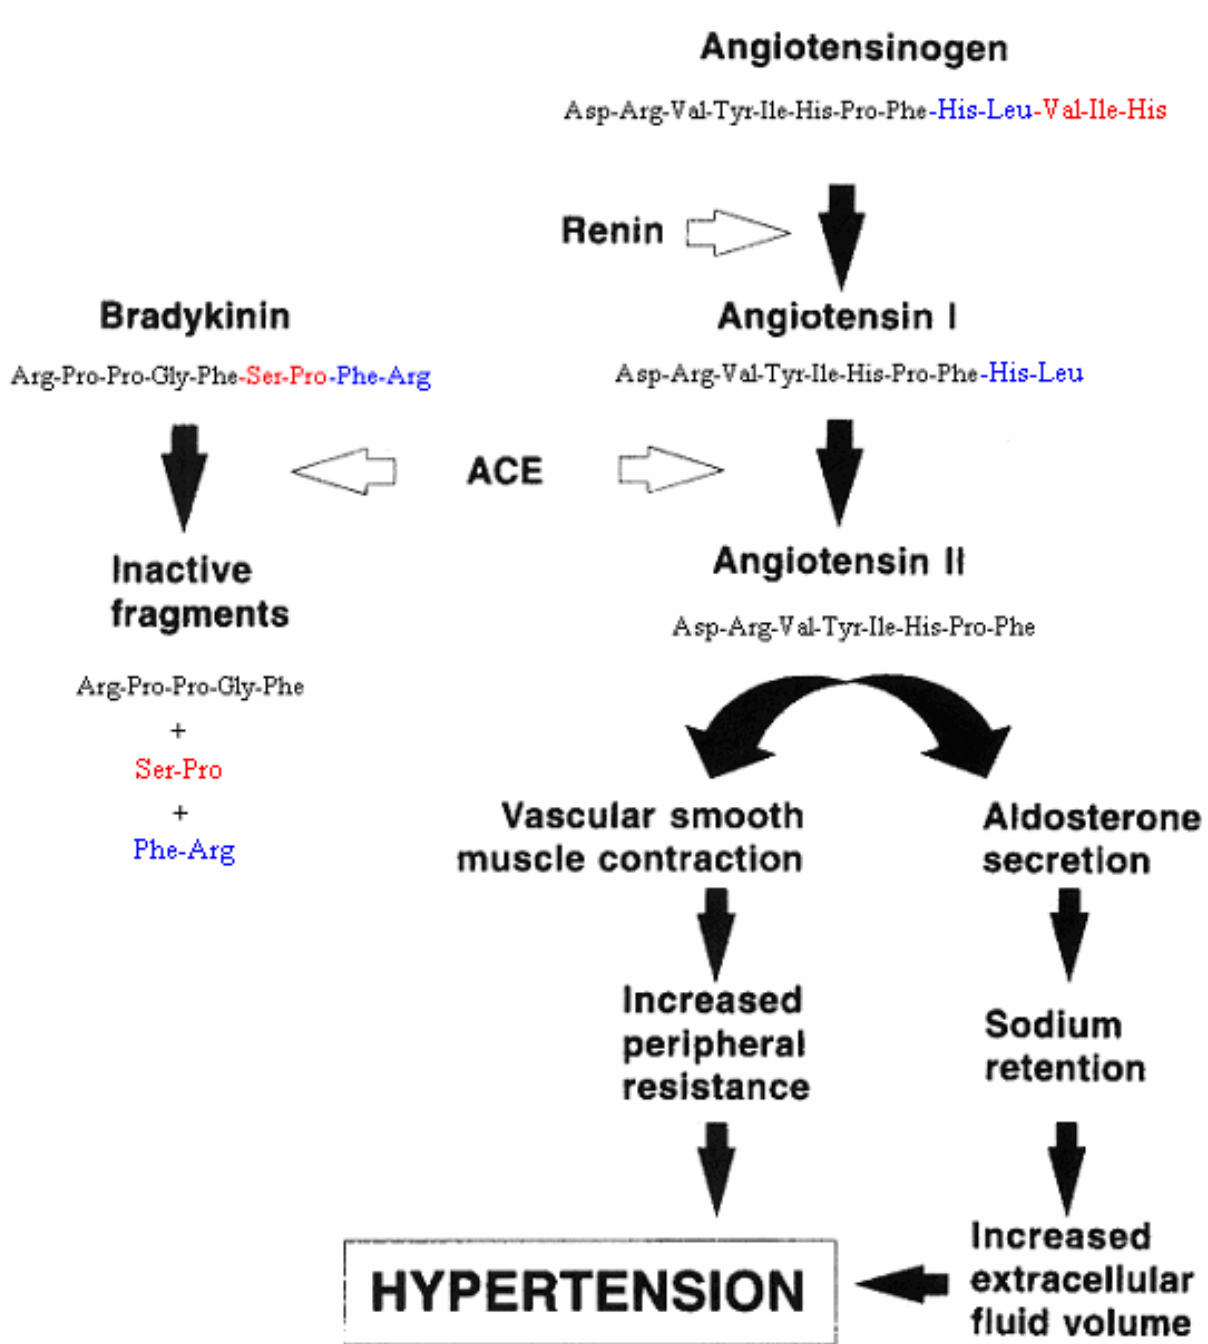 Angiotensinogen
Asp-Arg-Val-Tyr-Ile-His-Pro-Phe-His-Leu-Val-Ile-His
Renin
Bradykinin
Angiotensin I
Arg-Pro-Pro-Gly-Phe-Ser-Pro-Phe-Arg
Asp-Arg-Val-Tyr-Ile-His-Pro-Phe-His-Leu
ACE
Inactive
fragments
Angiotensin II
Asp-Arg-Val-Tyr-Ile-His-Pro-Phe
Arg-Pro-Pro-Gly-Phe
+
Ser-Pro
+
Phe-Arg
Vascular smooth
muscle contraction
Aldosterone
secretion
Increased
peripheral
resistance
Sodium
retention
HYPERTENSION
Increased
extracellular
fluid volume